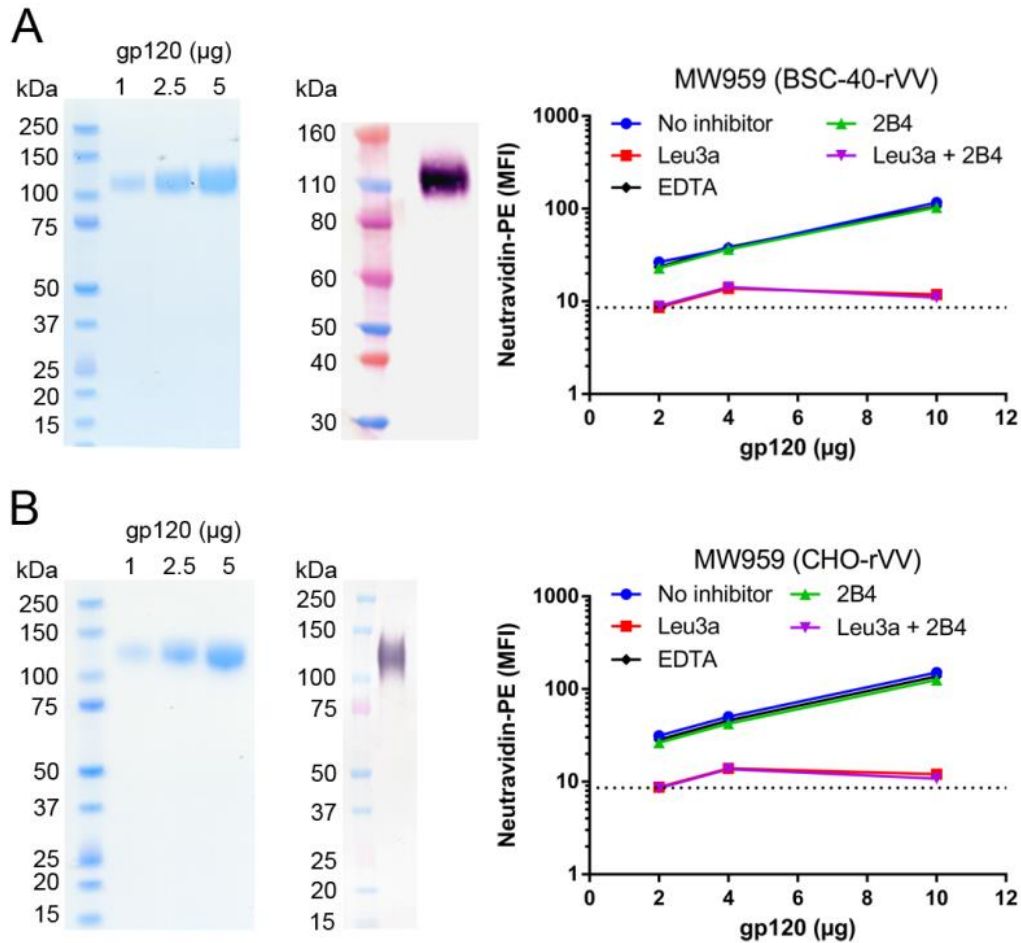 A
gp120 (µg)
kDa 1 2.5 5
250
150
100
75
50
37
25
20
15
kDa
160
110
80
60
50
40
30
MW959 (BSC-40-rVV)
No inhibitor 2B4
Leu3a Leu3a + 2B4
EDTA
Neutravidin-PE (MFI)
1000
100
10
1
0 2 4 6 8 10 12
gp120 (µg)
B
gp120 (µg)
kDa 1 2.5 5
250
150
100
75
50
37
25
20
15
kDa
250
150
100
75
50
37
25
20
15
MW959 (CHO-rVV)
No inhibitor 2B4
Leu3a Leu3a + 2B4
EDTA
Neutravidin-PE (MFI)
1000
100
10
1
0 2 4 6 8 10 12
gp120 (µg)